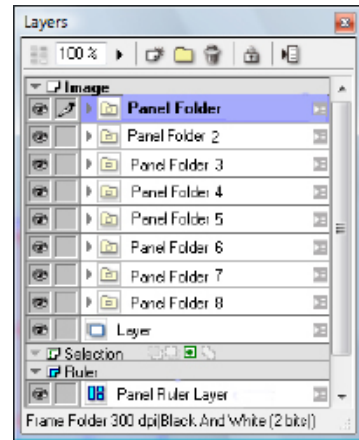 Layers
100 %
Image
Panel Folder
Panel Folder 2
Panel Folder 3
Panel Folder 4
Panel Folder 5
Panel Folder 6
Panel Folder 7
Panel Folder 8
Layer
Selection
Ruler
Panel Ruler Layer
Frame Folder 300 dpi(Black And White (2 bits))